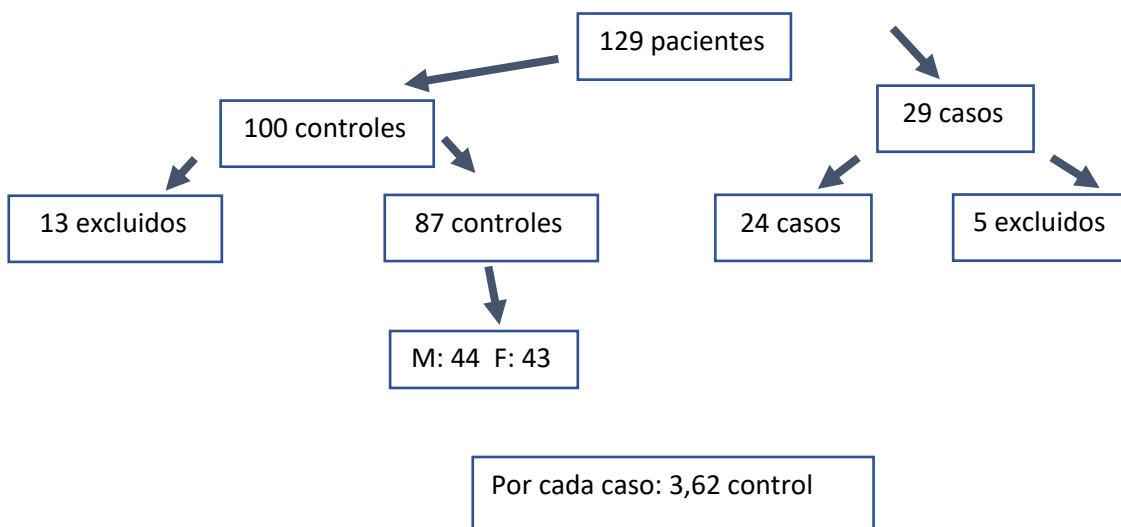 129 pacientes
100 controles
29 casos
13 excluidos
87 controles
24 casos
5 excluidos
M: 44  F: 43
Por cada caso: 3,62 control